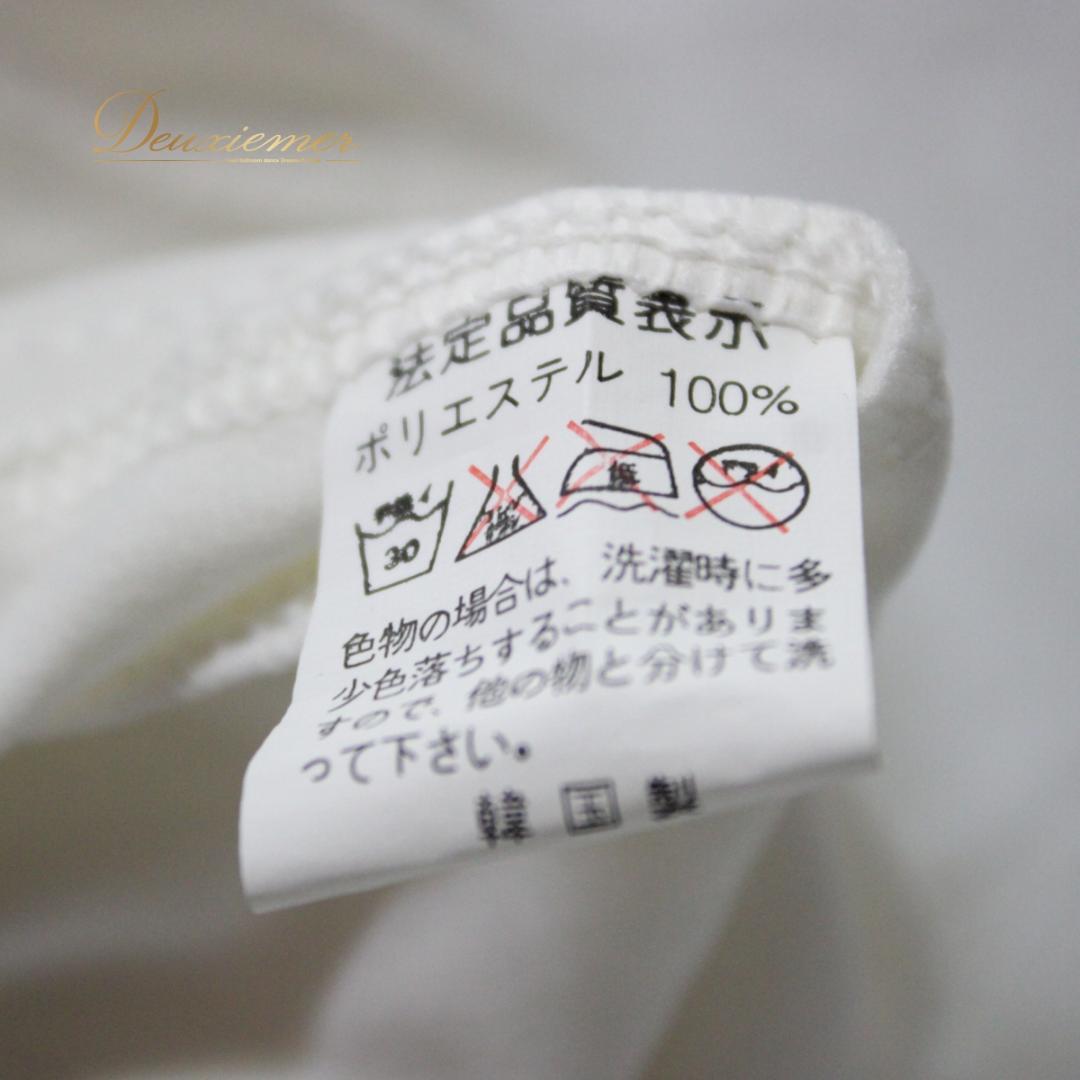 Deuxiemer
法定品質表示
ポリエステル 100%
30
色物の場合は、洗濯時に多
少色落ちすることがありま
すので、他の物と分けて洗
って下さい。
韓国製